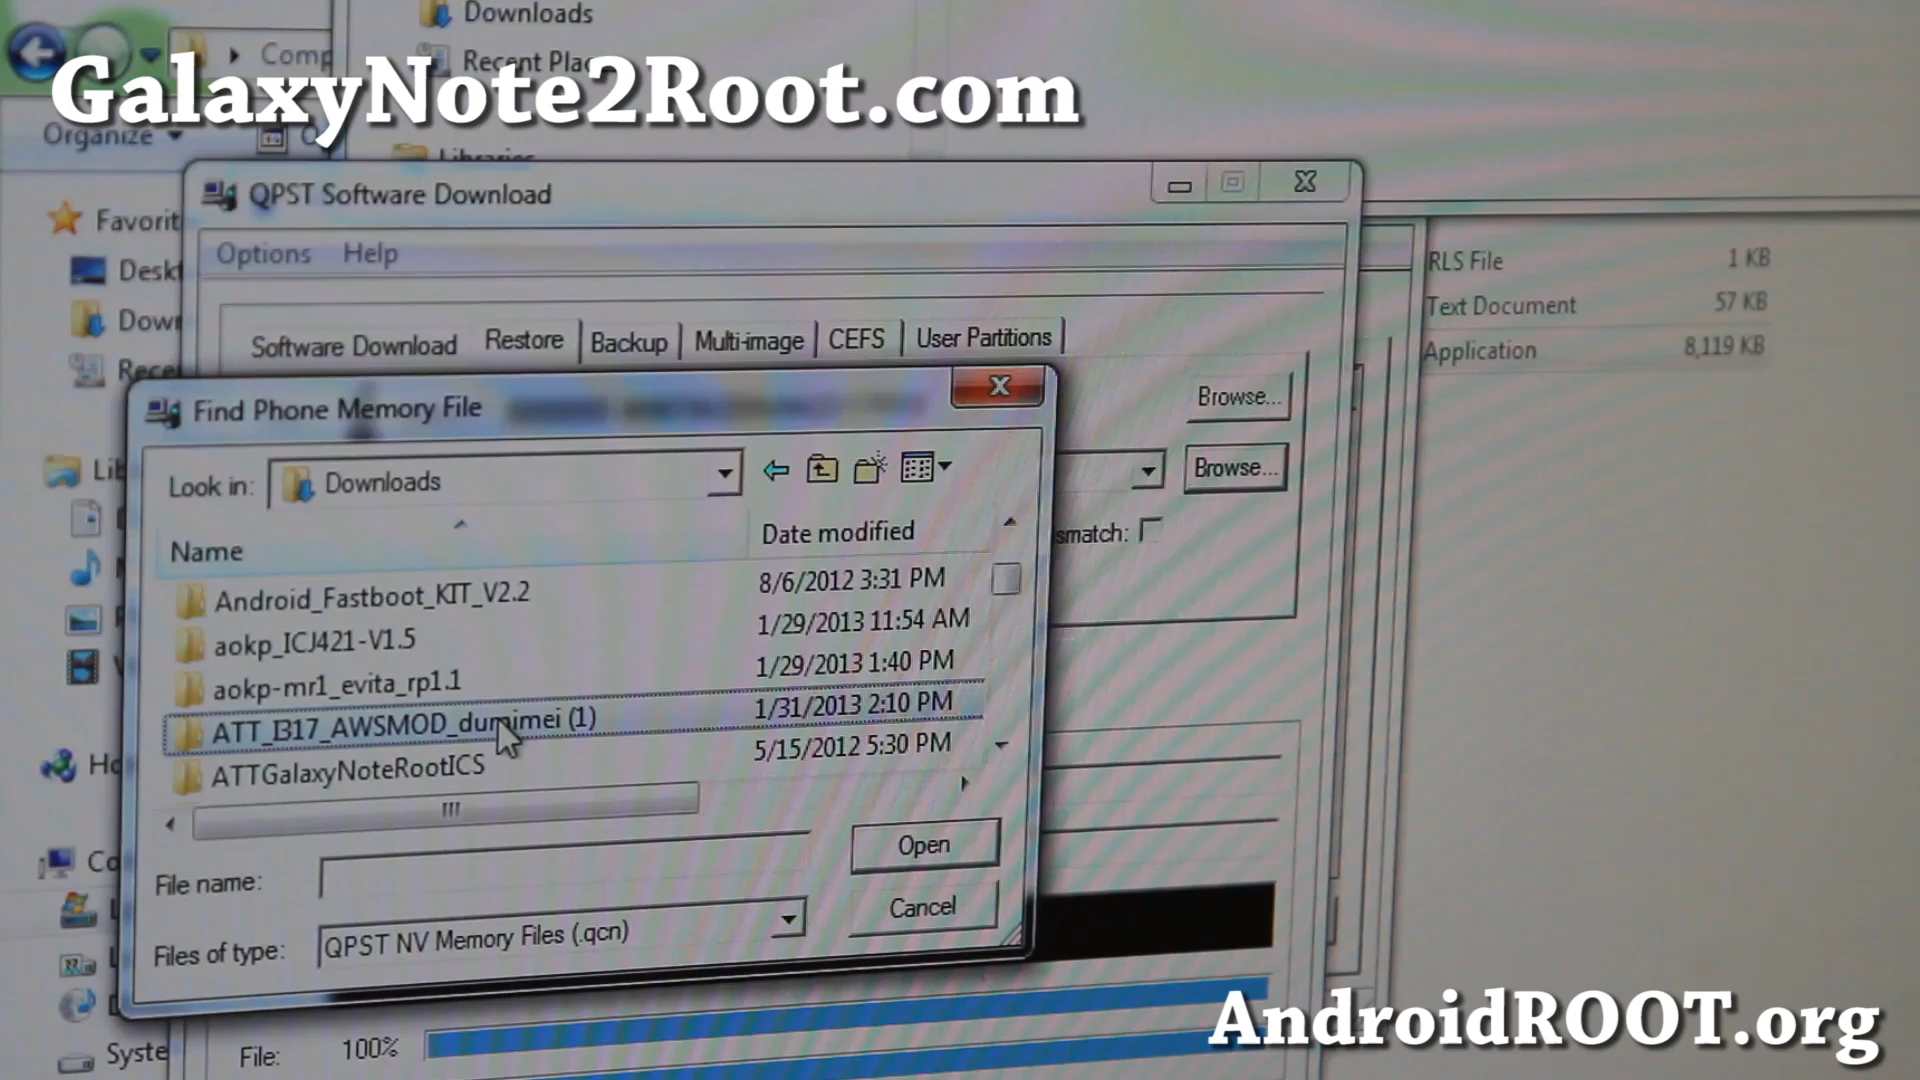 Downloads
Comp
Recent Pla
GalaxyNote2Root.com
Organize
Libraries
QPST Software Download
Favorit
Options Help
Desk
RLS File 1 KB
Text Document 57 KB
Down
Software Download Restore Backup Multi-image CEFS User Partitions
Application 8,119 KB
Rece
Browse...
Find Phone Memory File
Browse...
Look in: Downloads
smatch:
Name Date modified
Android_Fastboot_KIT_V2.2 8/6/2012 3:31 PM
aokp_ICJ421-V1.5 1/29/2013 11:54 AM
aokp-mr1_evita_rp1.1 1/29/2013 1:40 PM
1/31/2013 2:10 PM
ATTGalaxyNoteRootICS 5/15/2012 5:30 PM
Open
File name:
Cancel
Files of type: QPST NV Memory Files (.qcn)
AndroidROOT.org
Syste
File: 100%